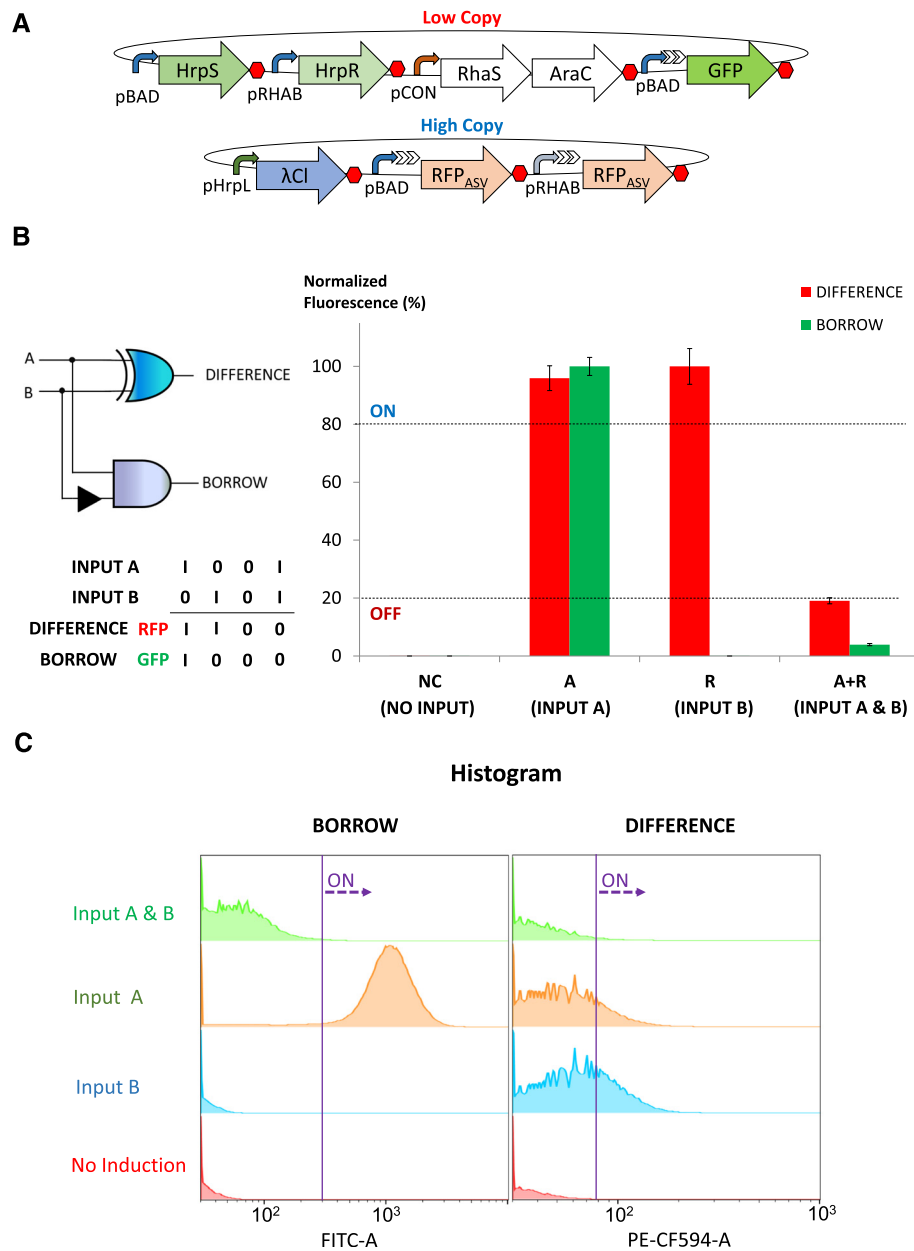 A
Low Copy
HrpS
HrpR
RhaS
AraC
GFP
pBAD
pRHAB
pCON
pBAD
High Copy
λCI
RFPASV
RFPASV
pHrpL
pBAD
pRHAB
B
Normalized
Fluorescence (%)
DIFFERENCE
BORROW
A
B
DIFFERENCE
BORROW
100
80
60
40
20
0
ON
OFF
INPUT A I 0 0 I
INPUT B 0 I 0 I
DIFFERENCE RFP I I 0 0
BORROW GFP I 0 0 0
NC
(NO INPUT)
A
(INPUT A)
R
(INPUT B)
A+R
(INPUT A & B)
C
Histogram
BORROW
DIFFERENCE
ON
ON
Input A & B
Input A
Input B
No Induction
10² 10³
10² 10³
FITC-A
PE-CF594-A